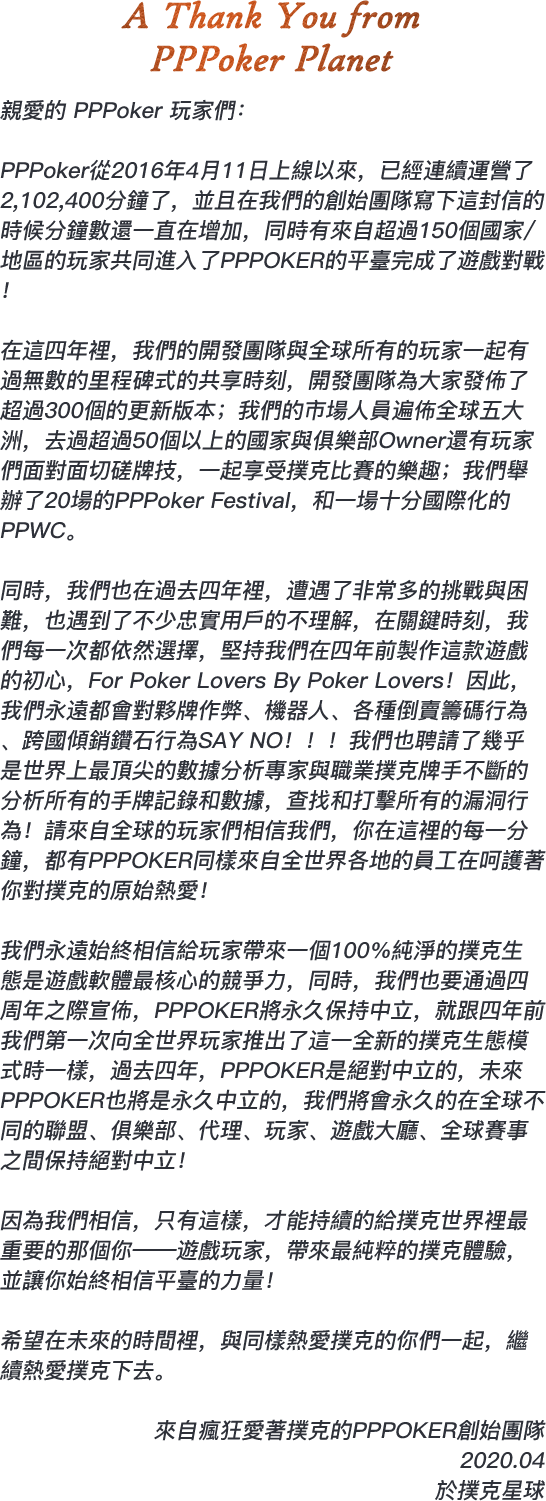 A Thank You from
PPPoker Planet
親愛的 PPPoker 玩家們：
PPPoker從2016年4月11日上線以來，已經連續運營了
2,102,400分鐘了，並且在我們的創始團隊寫下這封信的
時候分鐘數還一直在增加，同時有來自超過150個國家/
地區的玩家共同進入了PPPOKER的平臺完成了遊戲對戰
！
在這四年裡，我們的開發團隊與全球所有的玩家一起有
過無數的里程碑式的共享時刻，開發團隊為大家發佈了
超過300個的更新版本；我們的市場人員遍佈全球五大
洲，去過超過50個以上的國家與俱樂部Owner還有玩家
們面對面切磋牌技，一起享受撲克比賽的樂趣；我們舉
辦了20場的PPPoker Festival，和一場十分國際化的
PPWC。
同時，我們也在過去四年裡，遭遇了非常多的挑戰與困
難，也遇到了不少忠實用戶的不理解，在關鍵時刻，我
們每一次都依然選擇，堅持我們在四年前製作這款遊戲
的初心，For Poker Lovers By Poker Lovers！因此，
我們永遠都會對夥牌作弊、機器人、各種倒賣籌碼行為
、跨國傾銷鑽石行為SAY NO！！！我們也聘請了幾乎
是世界上最頂尖的數據分析專家與職業撲克牌手不斷的
分析所有的手牌記錄和數據，查找和打擊所有的漏洞行
為！請來自全球的玩家們相信我們，你在這裡的每一分
鐘，都有PPPOKER同樣來自全世界各地的員工在呵護著
你對撲克的原始熱愛！
我們永遠始終相信給玩家帶來一個100%純淨的撲克生
態是遊戲軟體最核心的競爭力，同時，我們也要通過四
周年之際宣佈，PPPOKER將永久保持中立，就跟四年前
我們第一次向全世界玩家推出了這一全新的撲克生態模
式時一樣，過去四年，PPPOKER是絕對中立的，未來
PPPOKER也將是永久中立的，我們將會永久的在全球不
同的聯盟、俱樂部、代理、玩家、遊戲大廳、全球賽事
之間保持絕對中立！
因為我們相信，只有這樣，才能持續的給撲克世界裡最
重要的那個你——遊戲玩家，帶來最純粹的撲克體驗，
並讓你始終相信平臺的力量！
希望在未來的時間裡，與同樣熱愛撲克的你們一起，繼
續熱愛撲克下去。
來自瘋狂愛著撲克的PPPOKER創始團隊
2020.04
於撲克星球